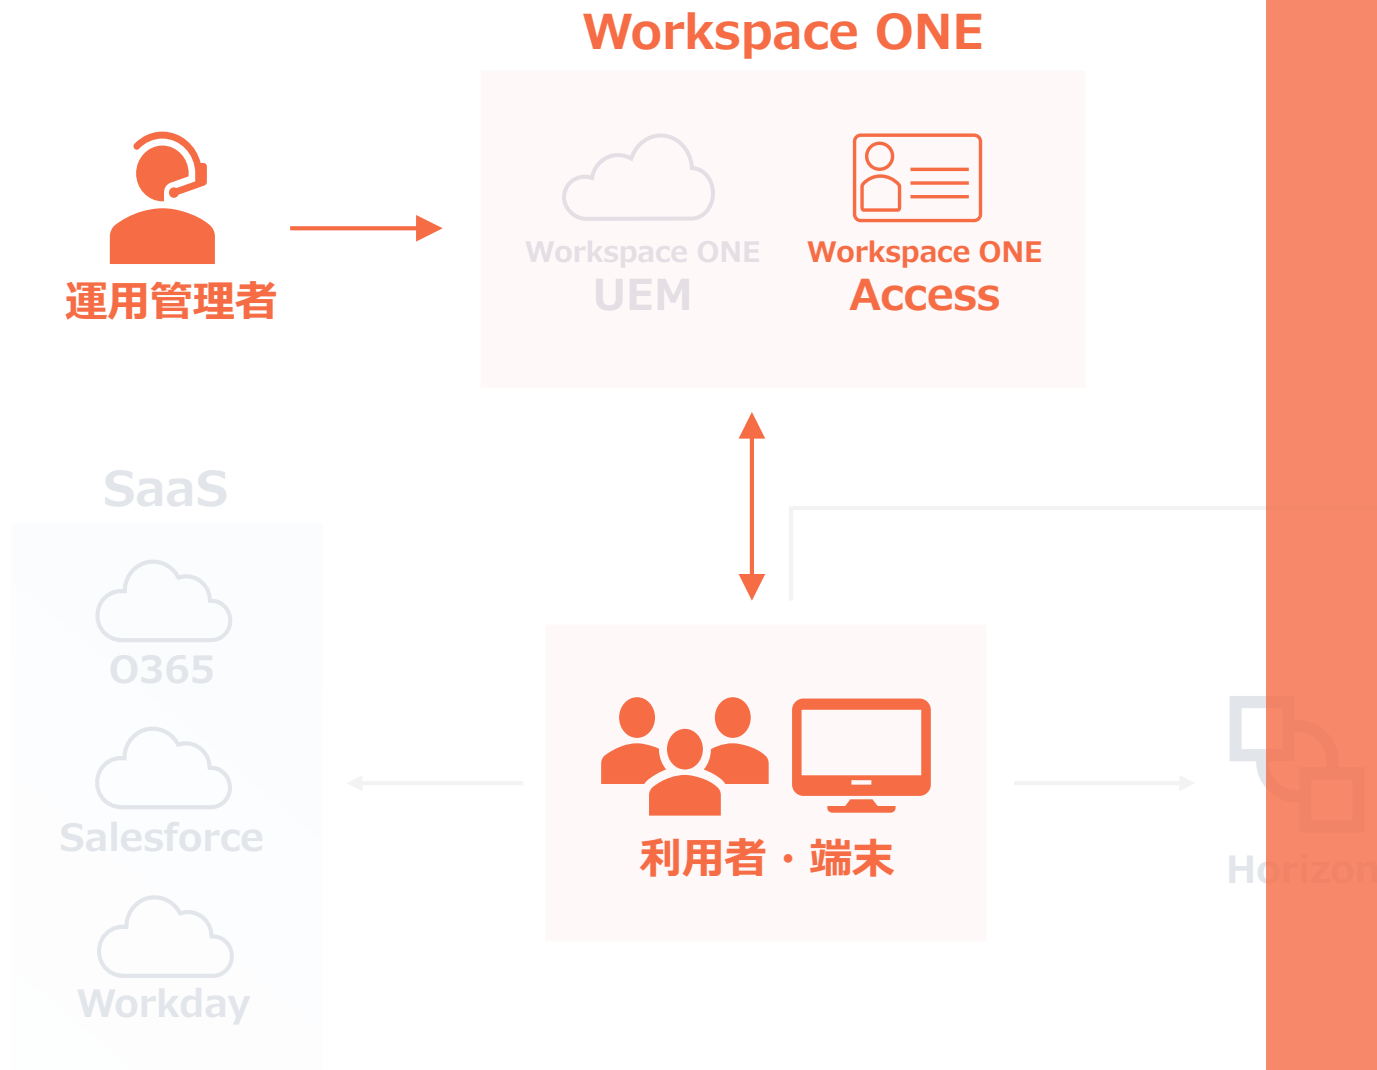 Workspace ONE
Workspace ONE
UEM
Workspace ONE
Access
運用管理者
SaaS
O365
Salesforce
Workday
利用者・端末
Horizon